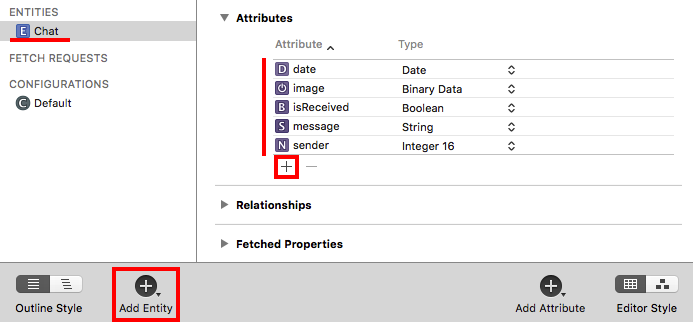 ENTITIES
E Chat
FETCH REQUESTS
CONFIGURATIONS
C Default
Attributes
Attribute Type
D date Date
image Binary Data
B isReceived Boolean
S message String
N sender Integer 16
Relationships
Fetched Properties
Outline Style Add Entity Add Attribute Editor Style